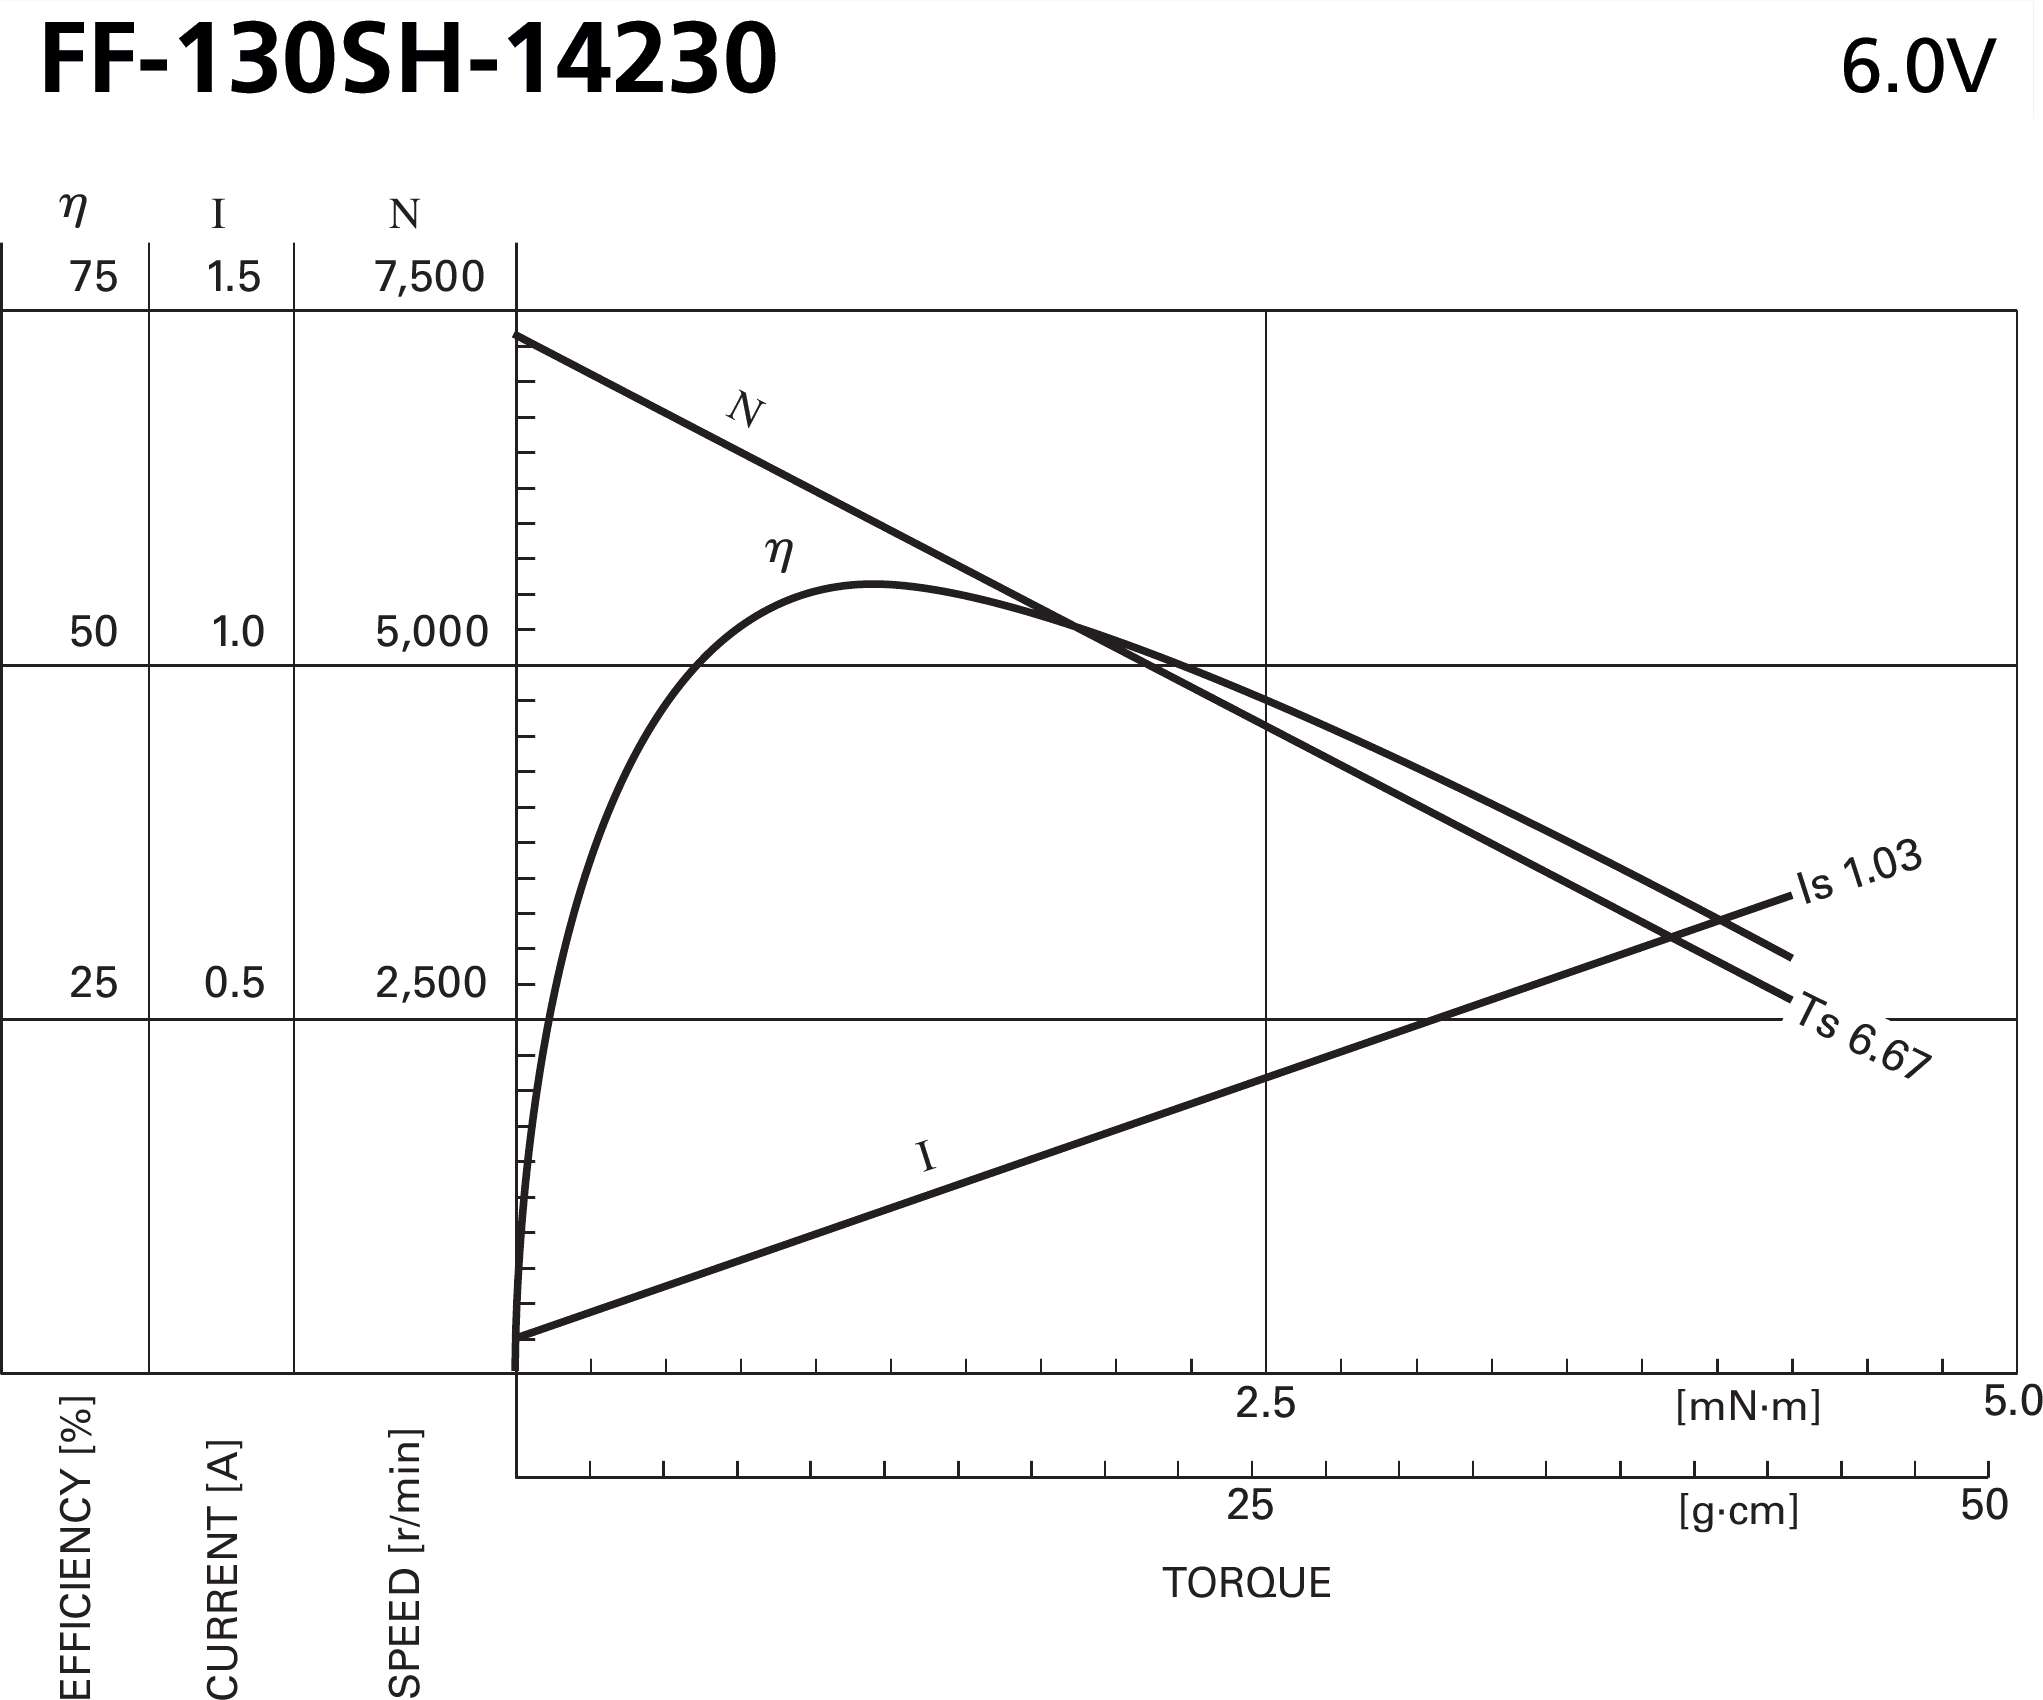 FF-130SH-14230 6.0V
η I N
75 1.5 7,500
N
η
50 1.0 5,000
Is 1.03
25 0.5 2,500
Ts 6.67
I
2.5 [mN·m] 5.0
25 [g·cm] 50
TORQUE
EFFICIENCY [%]
CURRENT [A]
SPEED [r/min]